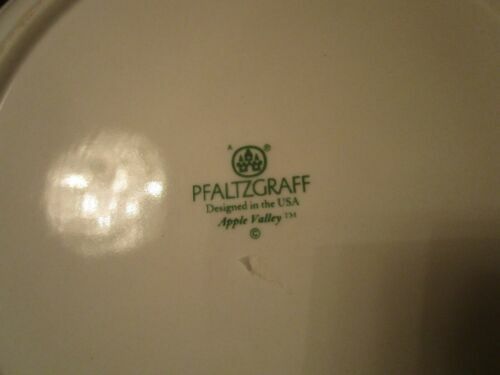 PFALTZGRAFF
Designed in the USA
Apple Valley™
©